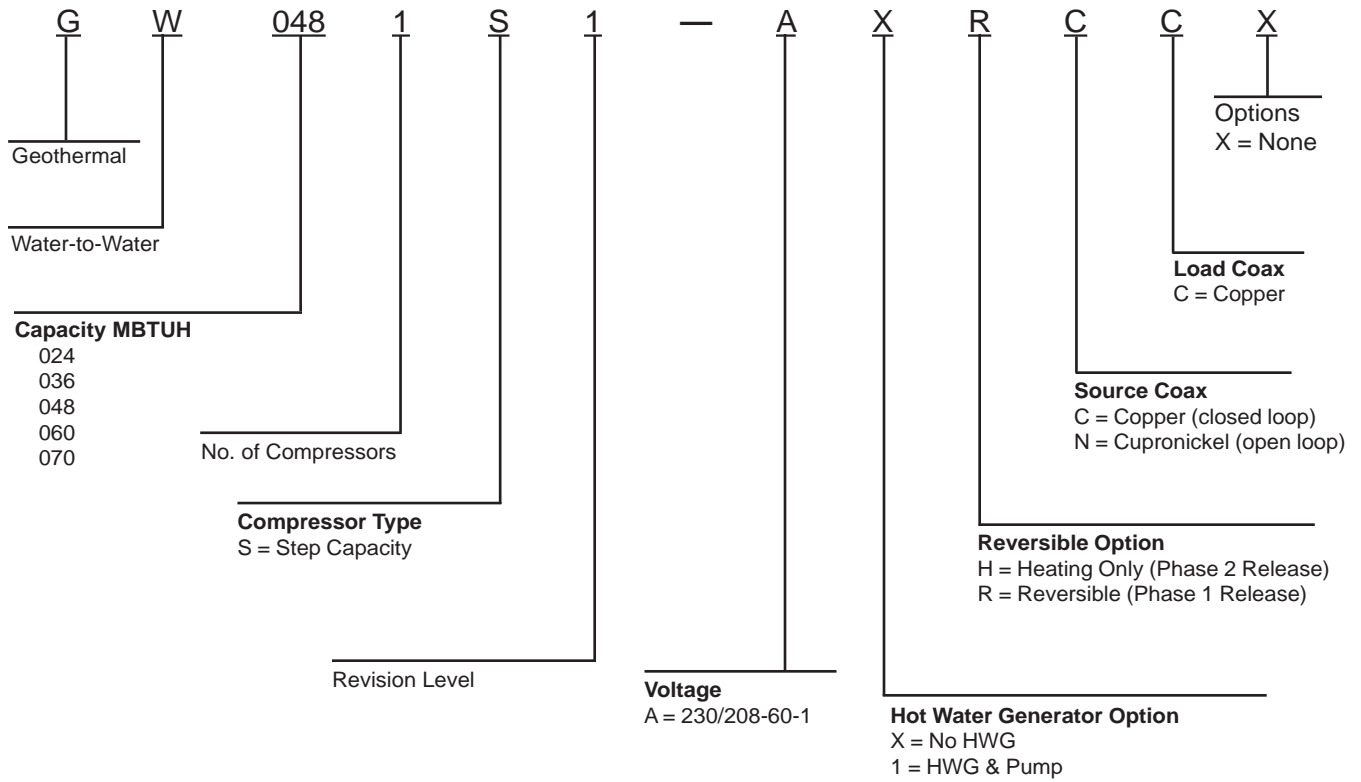 G W 048 1 S 1 — A X R C C X
Options
X = None
Geothermal
Water-to-Water
Load Coax
C = Copper
Capacity MBTUH
024
036
048
060
070
Source Coax
C = Copper (closed loop)
N = Cupronickel (open loop)
No. of Compressors
Compressor Type
S = Step Capacity
Reversible Option
H = Heating Only (Phase 2 Release)
R = Reversible (Phase 1 Release)
Revision Level
Voltage
A = 230/208-60-1
Hot Water Generator Option
X = No HWG
1 = HWG & Pump